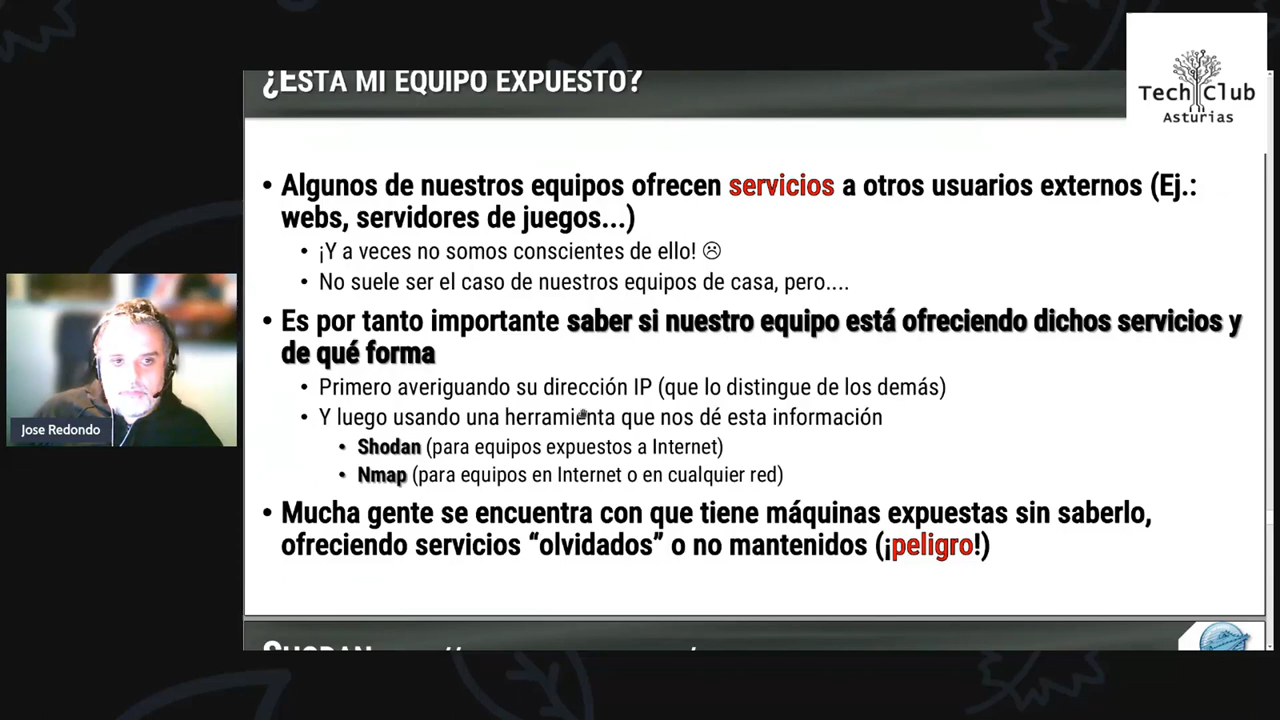 ¿ESTÁ MI EQUIPO EXPUESTO?
Tech Club
Asturias
• Algunos de nuestros equipos ofrecen servicios a otros usuarios externos (Ej.:
webs, servidores de juegos...)
• ¡Y a veces no somos conscientes de ello! ☹
• No suele ser el caso de nuestros equipos de casa, pero....
• Es por tanto importante saber si nuestro equipo está ofreciendo dichos servicios y
de qué forma
• Primero averiguando su dirección IP (que lo distingue de los demás)
• Y luego usando una herramienta que nos dé esta información
• Shodan (para equipos expuestos a Internet)
• Nmap (para equipos en Internet o en cualquier red)
• Mucha gente se encuentra con que tiene máquinas expuestas sin saberlo,
ofreciendo servicios “olvidados” o no mantenidos (¡peligro!)
Jose Redondo
SHODAN